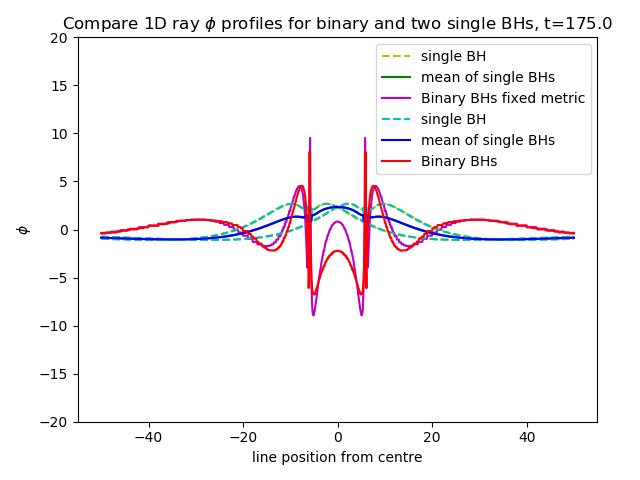 Compare 1D ray ϕ profiles for binary and two single BHs, t=175.0
20
15
10
5
0
−5
−10
−15
−20
ϕ
single BH
mean of single BHs
Binary BHs fixed metric
single BH
mean of single BHs
Binary BHs
−40 −20 0 20 40
line position from centre